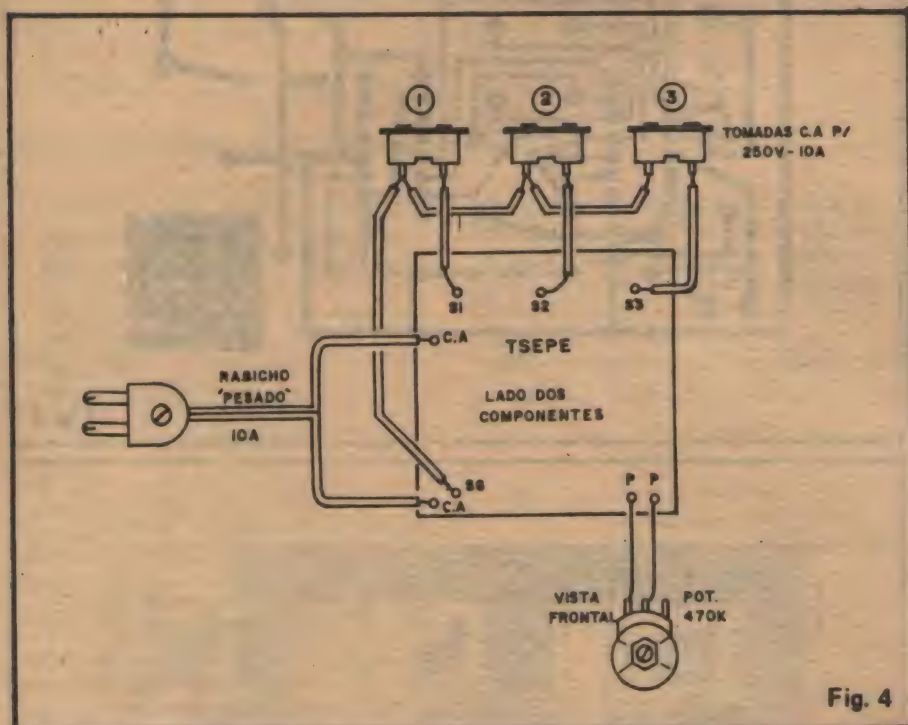 1
2
3
TOMADAS C.A P/
250V - 10A
S1
S2
S3
C.A
TSEPE
RABICHO
"PESADO"
10A
LADO DOS
COMPONENTES
SG
C.A
P P
VISTA
FRONTAL
POT.
470K
Fig. 4